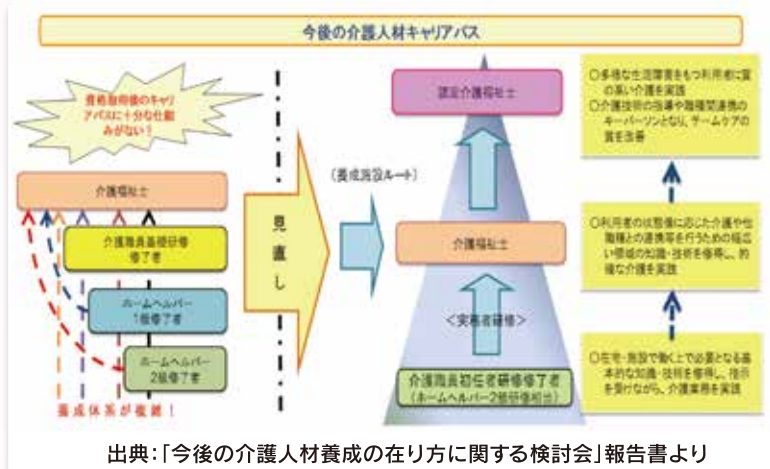 今後の介護人材キャリアパス
資格取得後のキャリ
アパスに十分な仕組
みがない！
介護福祉士
介護職員基礎研修
修了者
ホームヘルパー
1級修了者
ホームヘルパー
2級修了者
養成体系が複雑！
見直し
（養成施設ルート）
認定介護福祉士
介護福祉士
＜実務者研修＞
介護職員初任者研修修了者
（ホームヘルパー2級研修相当）
○多様な生活障害をもつ利用者に質
の高い介護を実践
○介護技術の指導や職種間連携の
キーパーソンとなり、チームケアの
質を改善
○利用者の状態像に応じた介護や他
職種との連携等を行うための幅広
い領域の知識・技術を修得し、的
確な介護を実践
○在宅・施設で働く上で必要となる基
本的な知識・技術を修得し、指示
を受けながら、介護業務を実践
出典：「今後の介護人材養成の在り方に関する検討会」報告書より